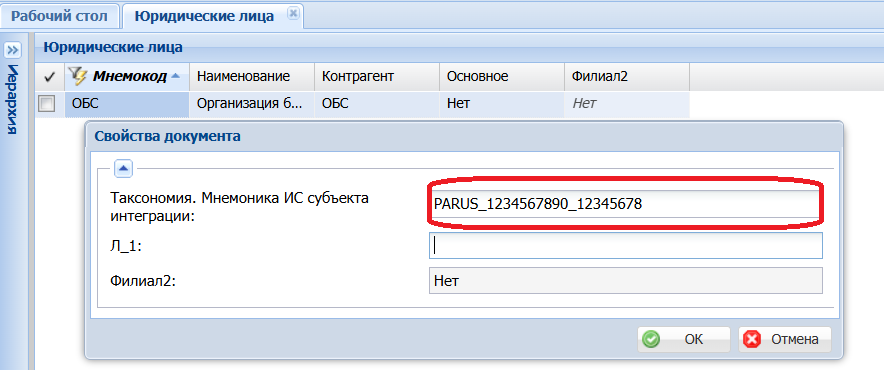 Рабочий стол Юридические лица
Юридические лица
Иерархия
Мнемокод Наименование Контрагент Основное Филиал2
ОБС Организация б... ОБС Нет Нет
Свойства документа
Таксономия. Мнемоника ИС субъекта
интеграции:
PARUS_1234567890_12345678
Л_1:
Филиал2: Нет
ОК Отмена